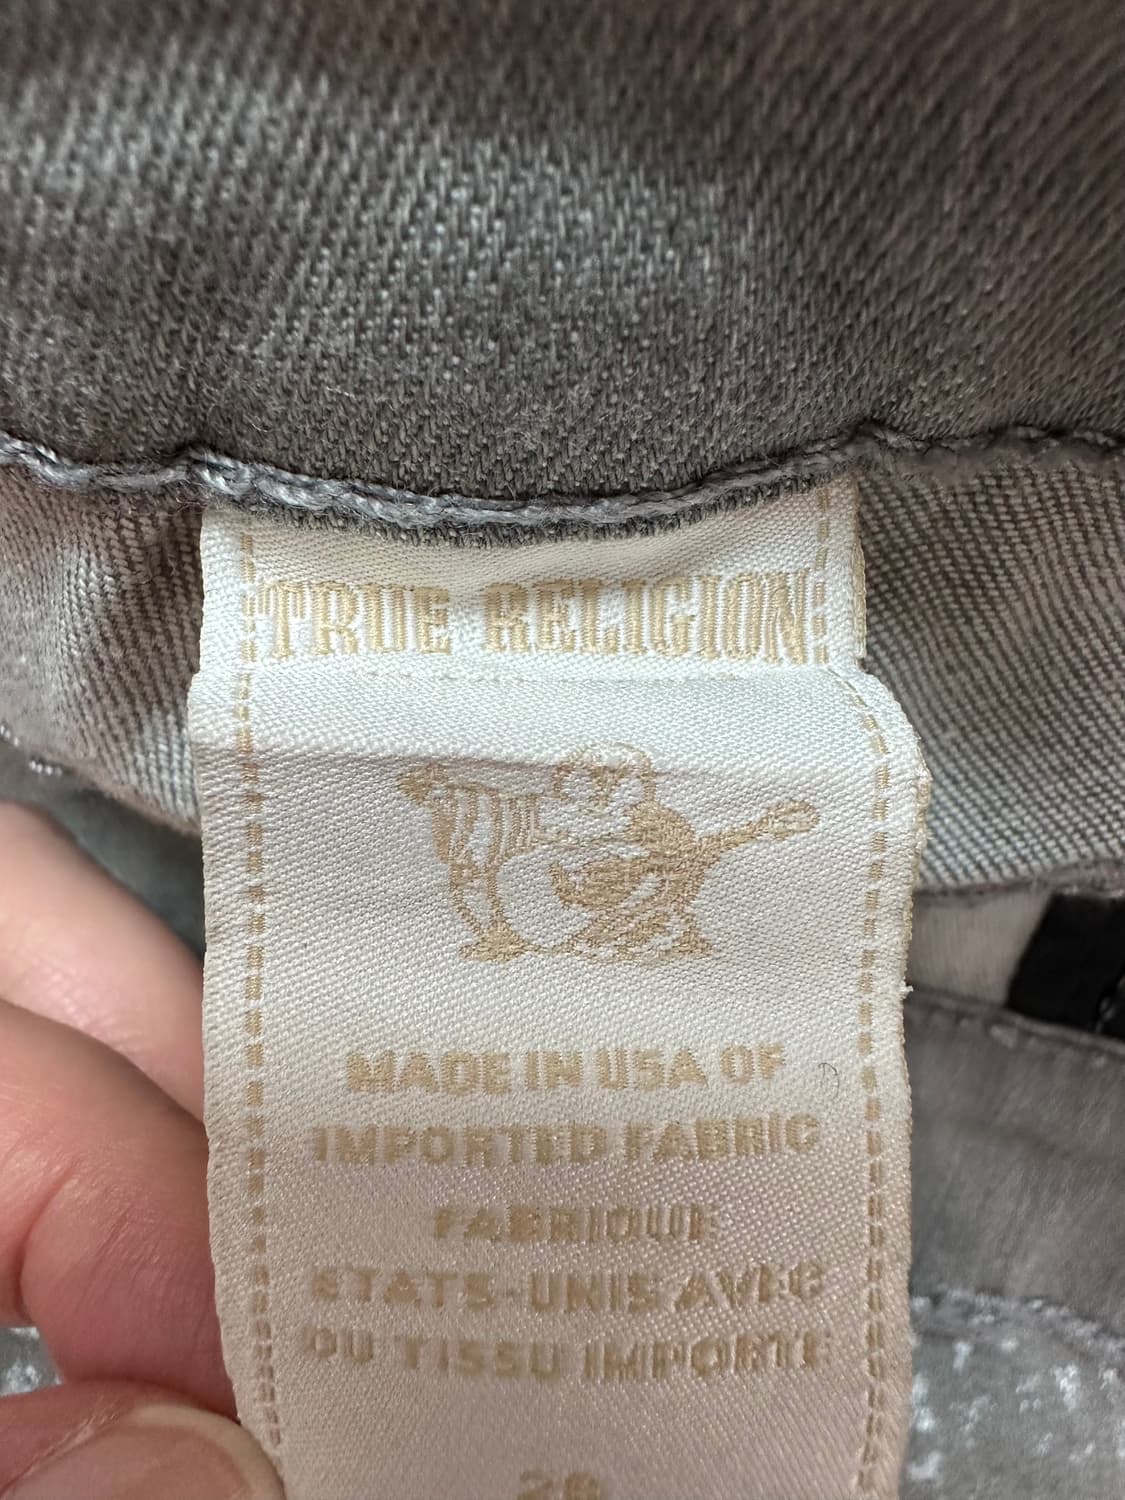 TRUE RELIGION
MADE IN USA OF
IMPORTED FABRIC
FABRIQUE
ETATS-UNIS AVEC
DU TISSU IMPORTE